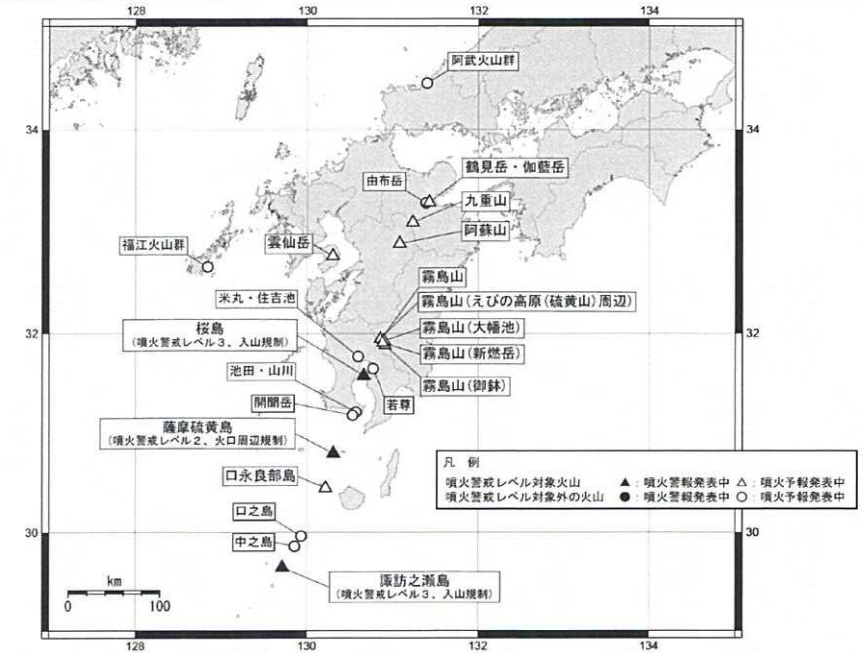 128
130
132
134
阿武火山群
34
34
鶴見岳・伽藍岳
由布岳
九重山
阿蘇山
雲仙岳
福江火山群
霧島山
霧島山(えびの高原(硫黄山)周辺)
霧島山(大幡池)
霧島山(新燃岳)
霧島山(御鉢)
米丸・住吉池
32
32
桜島
(噴火警戒レベル3、入山規制)
池田・山川
開聞岳
若尊
薩摩硫黄島
(噴火警戒レベル2、火口周辺規制)
口永良部島
凡 例
噴火警戒レベル対象火山 ▲:噴火警報発表中 △:噴火予報発表中
噴火警戒レベル対象外の火山 ●:噴火警報発表中 ○:噴火予報発表中
口之島
30
30
中之島
諏訪之瀬島
(噴火警戒レベル3、入山規制)
km
0 100
128
130
132
134